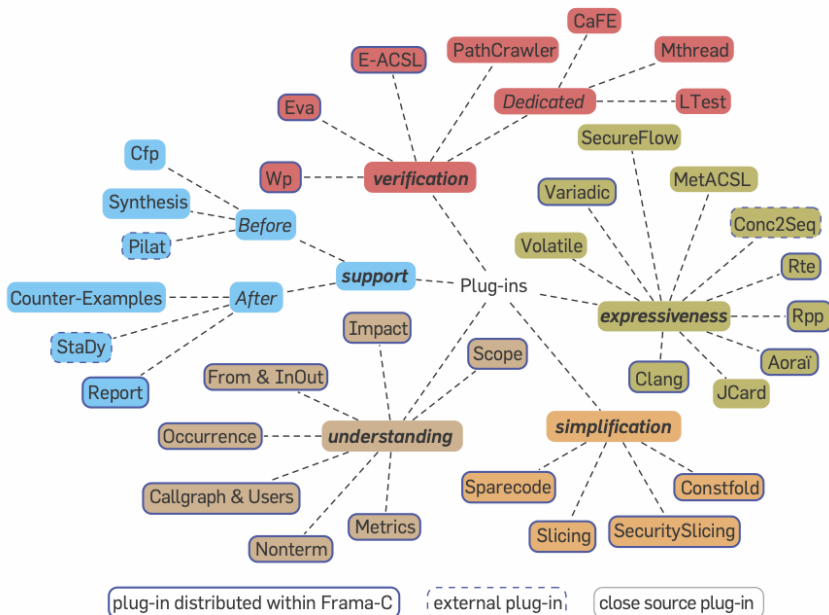 CaFE
PathCrawler
Mthread
E-ACSL
Dedicated
LTest
Eva
SecureFlow
Cfp
Wp
verification
MetACSL
Variadic
Synthesis
Before
Conc2Seq
Pilat
Volatile
Rte
support
Plug-ins
Counter-Examples
After
expressiveness
Rpp
Impact
StaDy
Scope
Aoraï
From & InOut
Clang
Report
JCard
Occurrence
understanding
simplification
Sparecode
Constfold
Callgraph & Users
Metrics
Slicing
SecuritySlicing
Nonterm
plug-in distributed within Frama-C
external plug-in
close source plug-in